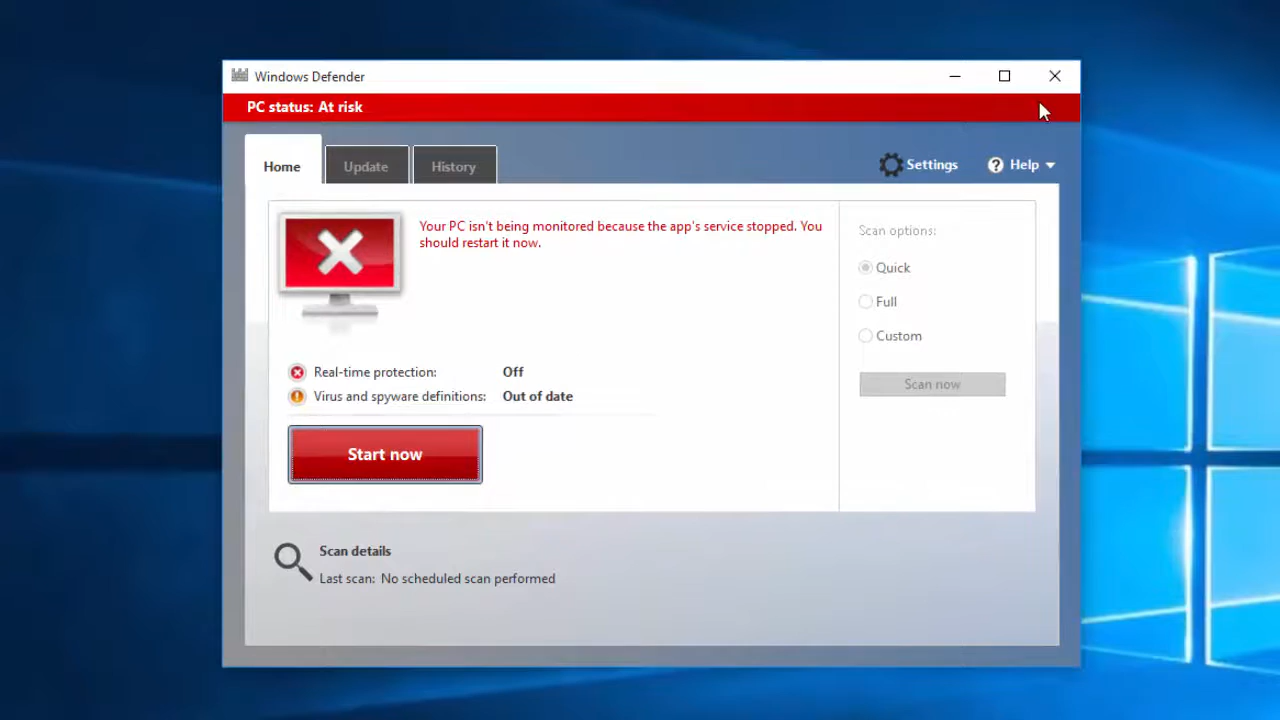 Windows Defender
PC status: At risk
Home
Update
History
Settings
? Help
Your PC isn't being monitored because the app's service stopped. You
should restart it now.
Real-time protection: Off
Virus and spyware definitions: Out of date
Start now
Scan options:
Quick
Full
Custom
Scan now
Scan details
Last scan: No scheduled scan performed